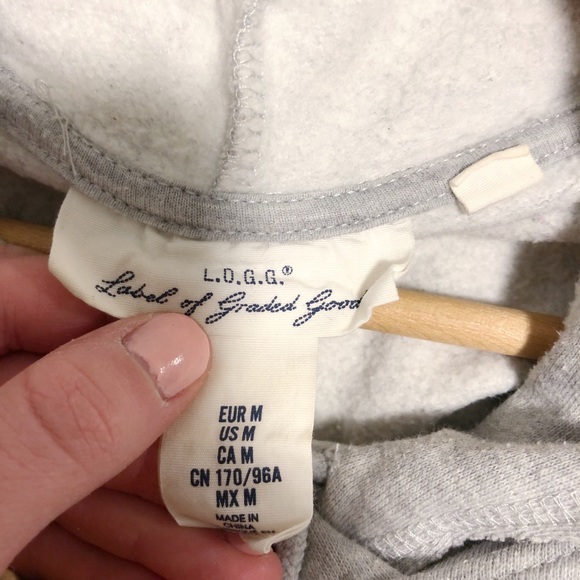 L.O.G.G.®
Label of Graded Goods
EUR M
US M
CA M
CN 170/96A
MX M
MADE IN
CHINA